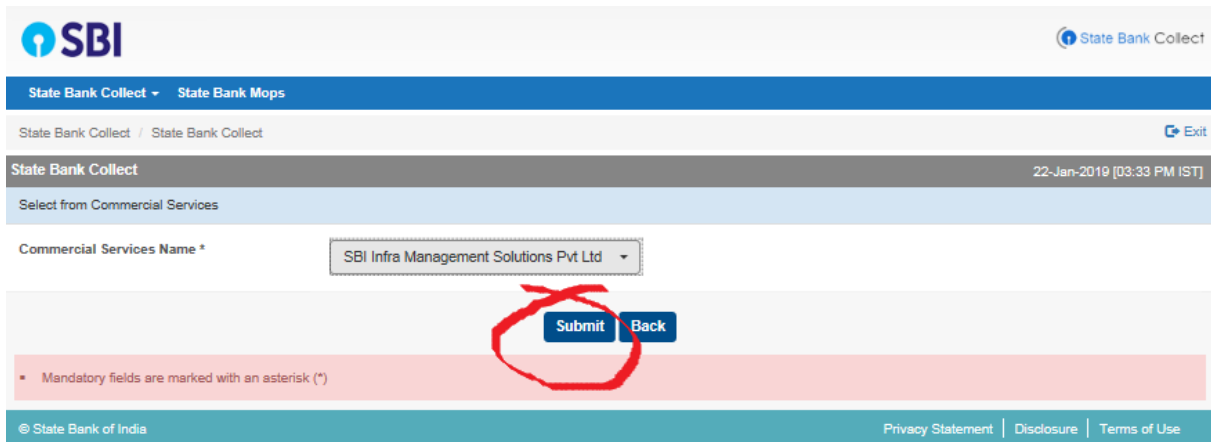 SBI
State Bank Collect
State Bank Collect State Bank Mops
State Bank Collect / State Bank Collect Exit
State Bank Collect 22-Jan-2019 [03:33 PM IST]
Select from Commercial Services
Commercial Services Name * SBI Infra Management Solutions Pvt Ltd
Submit Back
Mandatory fields are marked with an asterisk (*)
© State Bank of India Privacy Statement | Disclosure | Terms of Use